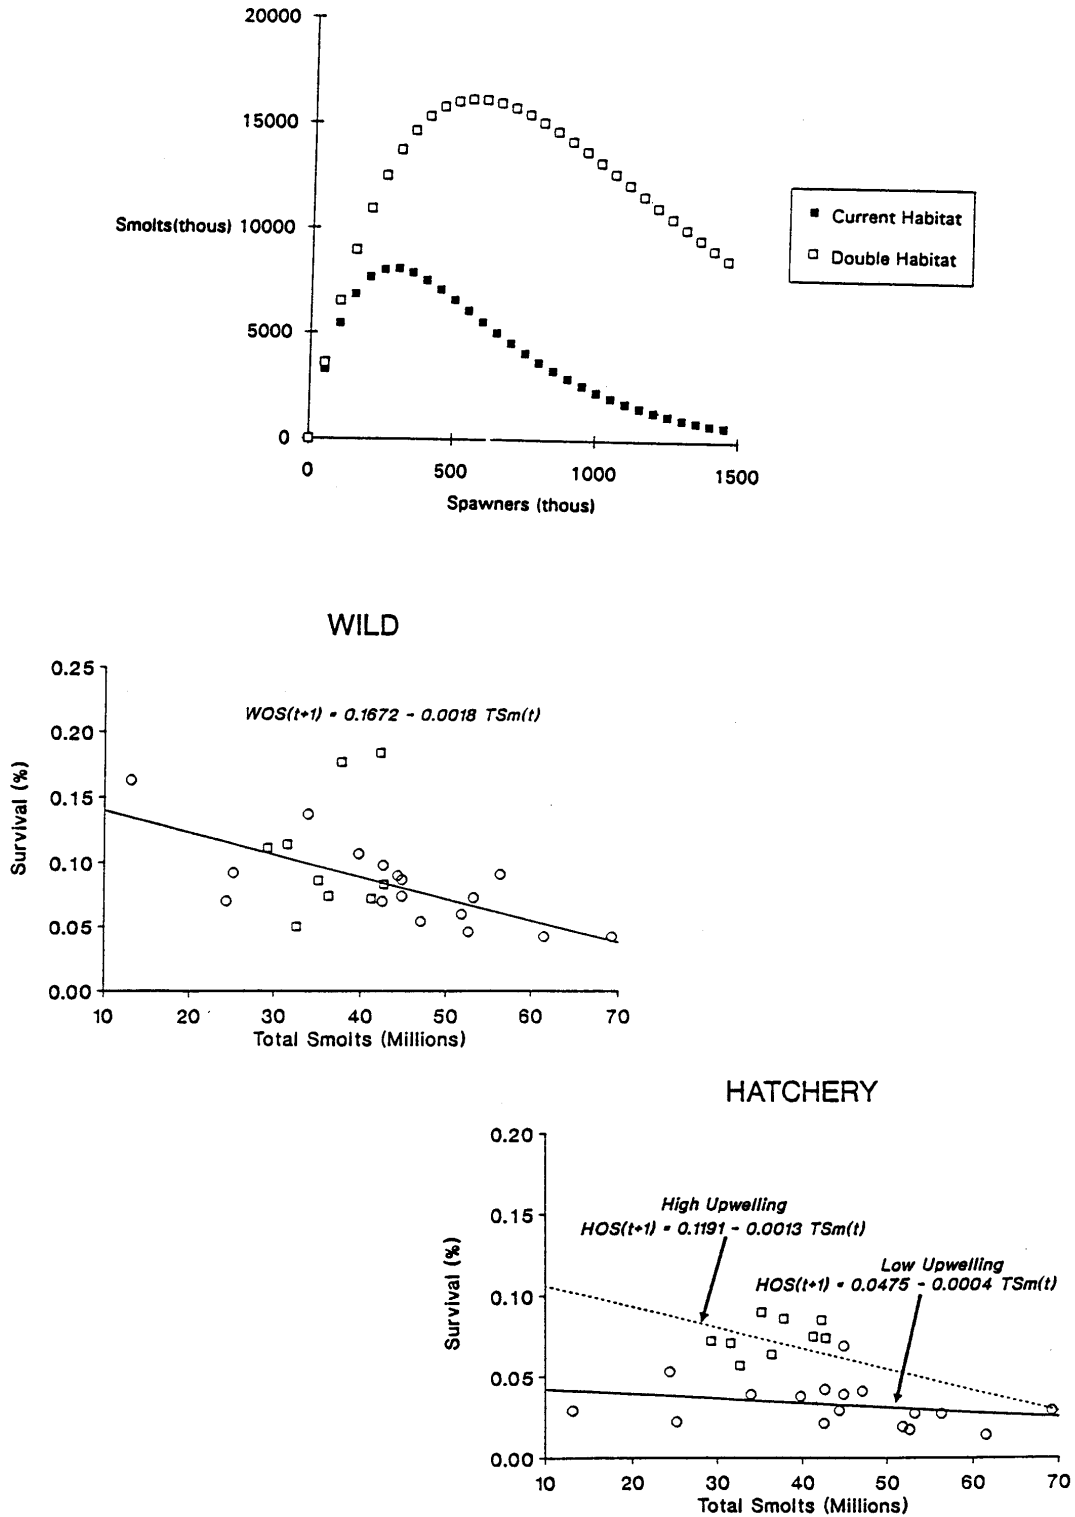 20000
15000
Smolts(thous) 10000
5000
0
0 500 1000 1500
Spawners (thous)
Current Habitat
Double Habitat
WILD
0.25
0.20
0.15
0.10
0.05
0.00
Survival (%)
WOS(t+1) = 0.1672 - 0.0018 TSm(t)
10 20 30 40 50 60 70
Total Smolts (Millions)
HATCHERY
0.20
0.15
0.10
0.05
0.00
Survival (%)
High Upwelling
HOS(t+1) = 0.1191 - 0.0013 TSm(t)
Low Upwelling
HOS(t+1) = 0.0475 - 0.0004 TSm(t)
10 20 30 40 50 60 70
Total Smolts (Millions)